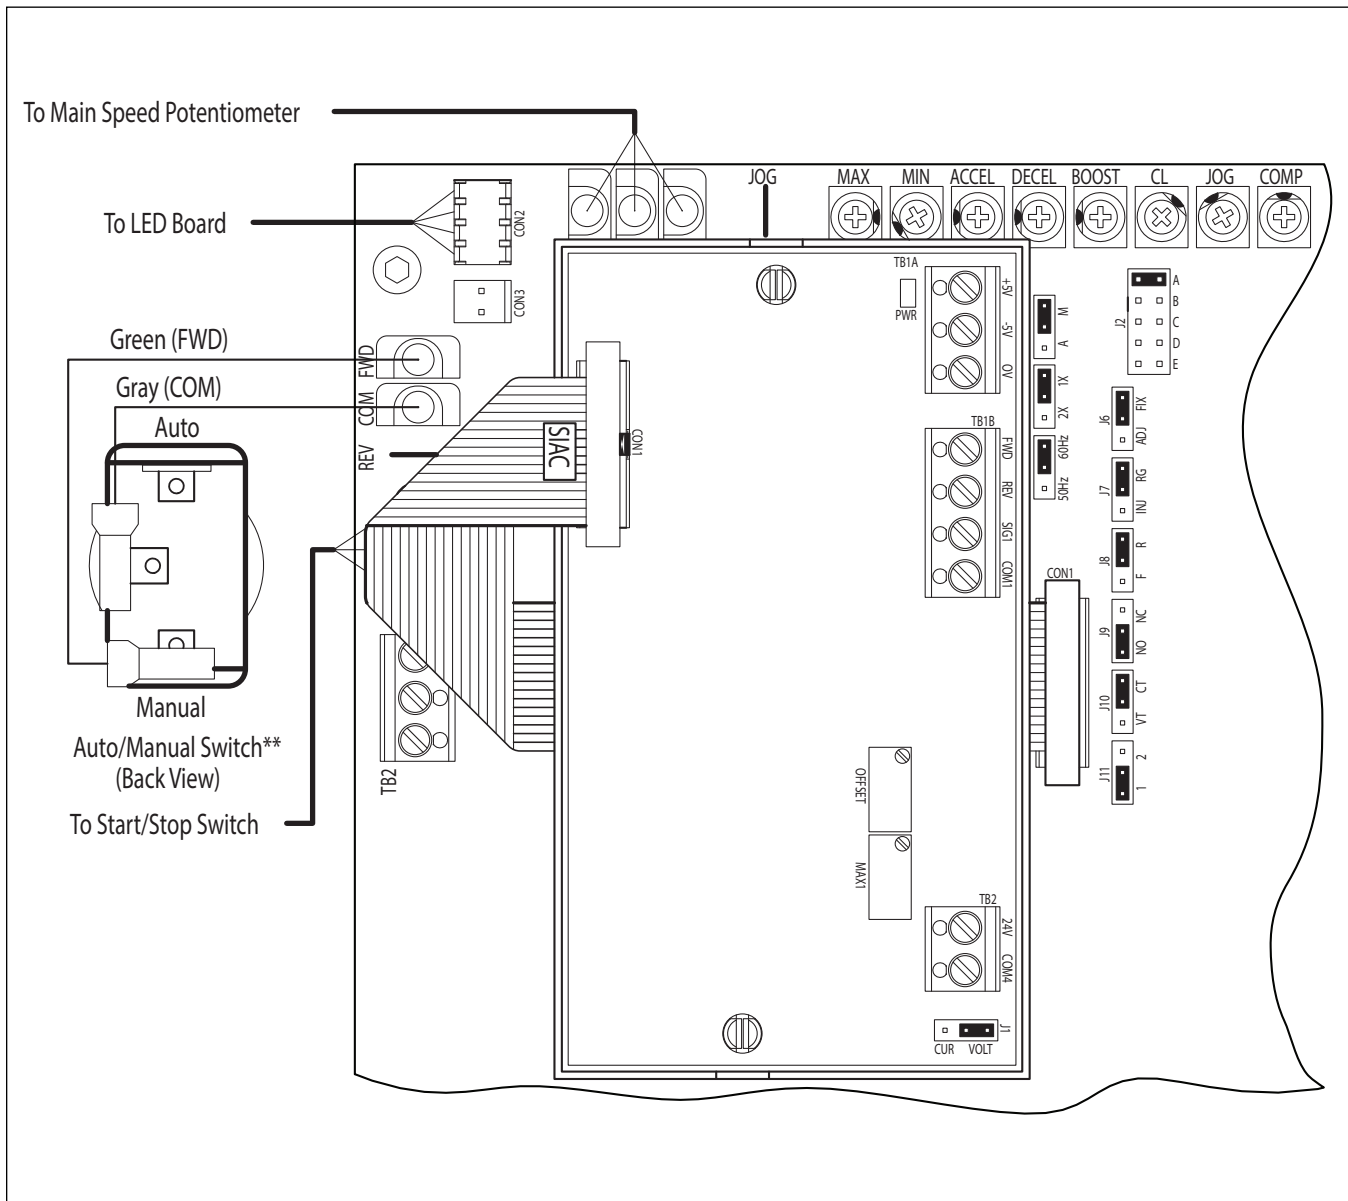 To Main Speed Potentiometer
JOG
MAX
MIN
ACCEL
DECEL
BOOST
CL
JOG
COMP
To LED Board
CON2
CON3
Green (FWD)
FWD
Gray (COM)
COM
Auto
REV
SIAC
CON1
Manual
Auto/Manual Switch**
(Back View)
To Start/Stop Switch
TB2
TB1A
PWR
+5V
-5V
OV
TB1B
FWD
REV
SIG1
COM1
OFFSET
MAX1
TB2
24V
COM4
J1
CUR
VOLT
M
A
1X
2X
60Hz
50Hz
CON1
J2
A
B
C
D
E
J6
FIX
ADJ
J7
RG
INJ
J8
R
F
J9
NC
NO
J10
CT
VT
J11
2
1